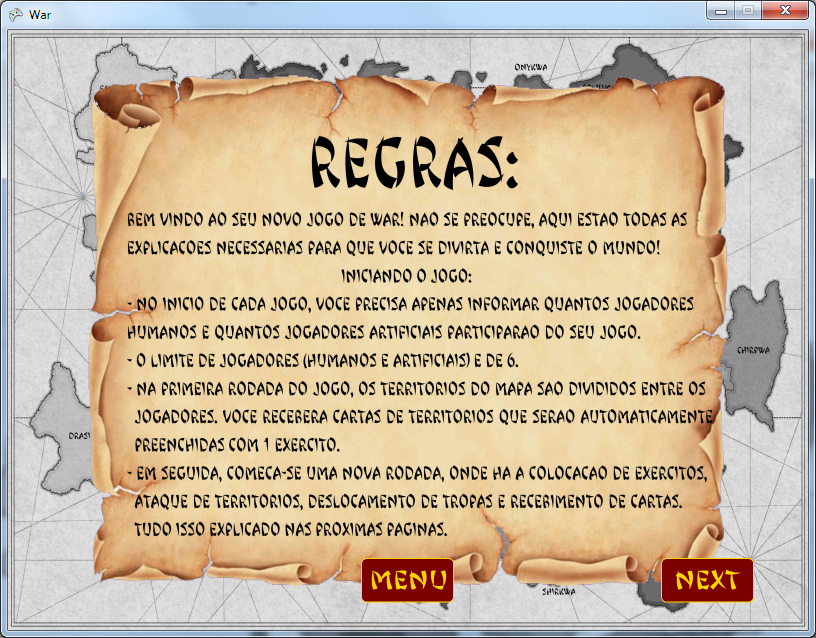 War
ONYKWA
REGRAS:
BEM VINDO AO SEU NOVO JOGO DE WAR! NAO SE PREOCUPE, AQUI ESTAO TODAS AS
EXPLICACOES NECESSARIAS PARA QUE VOCE SE DIVIRTA E CONQUISTE O MUNDO!
INICIANDO O JOGO:
- NO INICIO DE CADA JOGO, VOCE PRECISA APENAS INFORMAR QUANTOS JOGADORES
HUMANOS E QUANTOS JOGADORES ARTIFICIAIS PARTICIPARAO DO SEU JOGO.
- O LIMITE DE JOGADORES (HUMANOS E ARTIFICIAIS) E DE 6.
- NA PRIMEIRA RODADA DO JOGO, OS TERRITORIOS DO MAPA SAO DIVIDIDOS ENTRE OS
JOGADORES. VOCE RECEBERA CARTAS DE TERRITORIOS QUE SERAO AUTOMATICAMENTE
PREENCHIDAS COM 1 EXERCITO.
- EM SEGUIDA, COMECA-SE UMA NOVA RODADA, ONDE HA A COLOCACAO DE EXERCITOS,
ATAQUE DE TERRITORIOS, DESLOCAMENTO DE TROPAS E RECEBIMENTO DE CARTAS.
TUDO ISSO EXPLICADO NAS PROXIMAS PAGINAS.
CHIRPWA
DRASI
MENU
NEXT
SHIRKWA